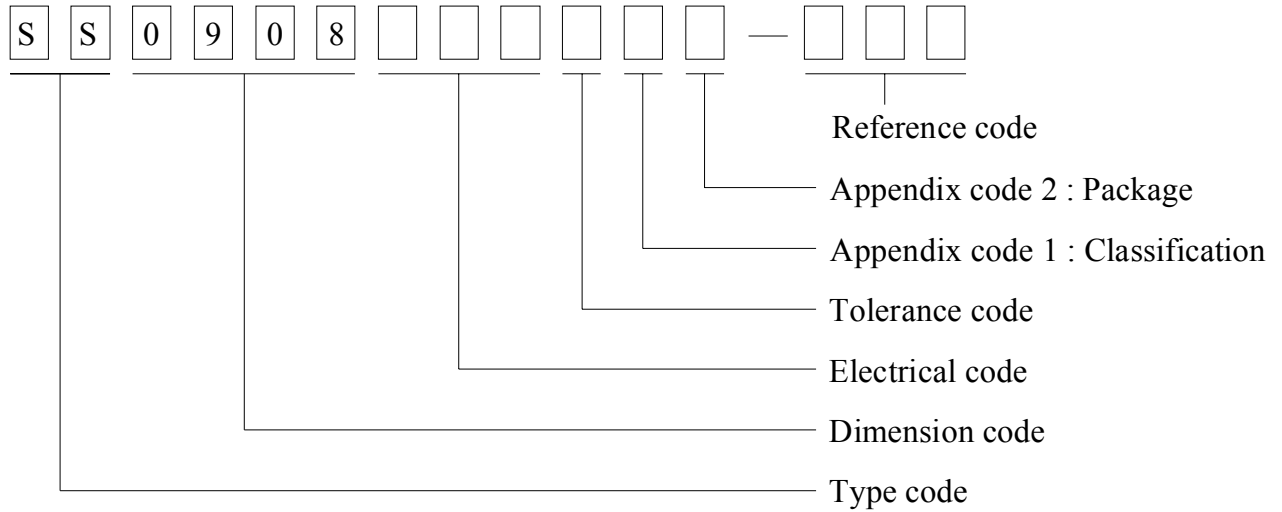 S S 0 9 0 8 —
Reference code
Appendix code 2 : Package
Appendix code 1 : Classification
Tolerance code
Electrical code
Dimension code
Type code